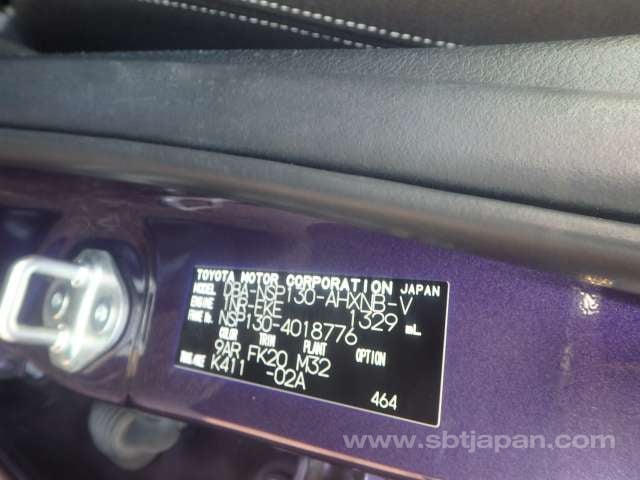 TOYOTA MOTOR CORPORATION JAPAN
MODEL DBA-NSP130-AHXNB-V
ENGINE 1NR-FKE 1329 mL
FRAME No. NSP130-4018776
COLOR TRIM PLANT OPTION
9AR FK20 M32
TRANS./AXLE K411 -02A
464
www.sbtjapan.com